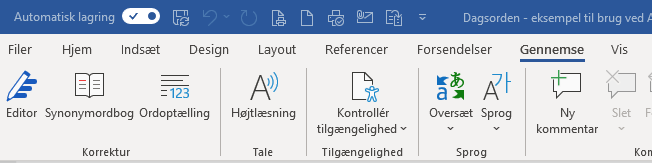 Automatisk lagring
Dagsorden - eksempel til brug ved
Filer Hjem Indsæt Design Layout Referencer Forsendelser Gennemse Vis
Editor Synonymordbog Ordoptælling Højtlæsning Kontrollér tilgængelighed Oversæt Sprog Ny kommentar Slet
Korrektur Tale Tilgængelighed Sprog